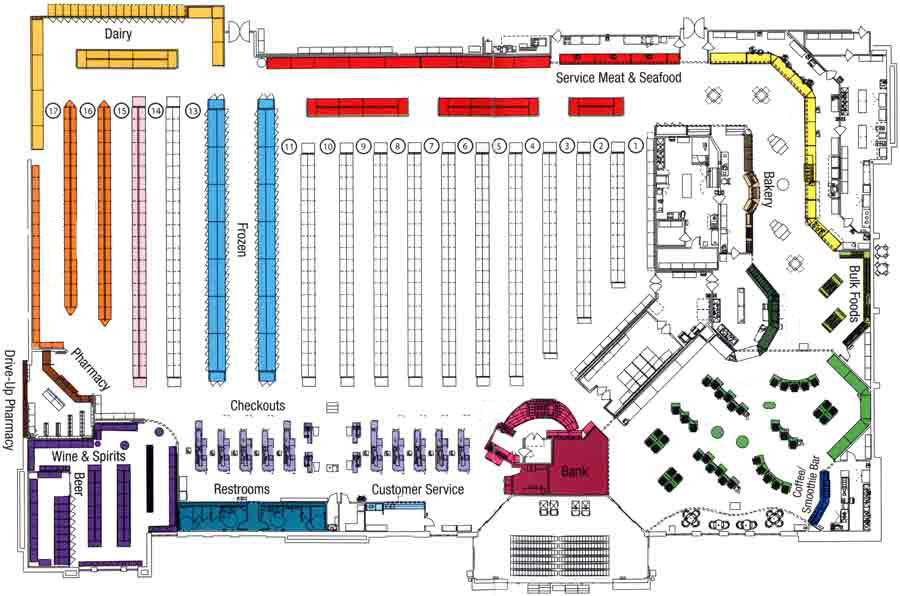 Dairy
Service Meat & Seafood
17
16
15
14
13
11
10
9
8
7
6
5
4
3
2
1
Bakery
Frozen
Bulk Foods
Pharmacy
Drive-Up Pharmacy
Checkouts
Wine & Spirits
Beer
Restrooms
Customer Service
Bank
Coffee/
Smoothie Bar